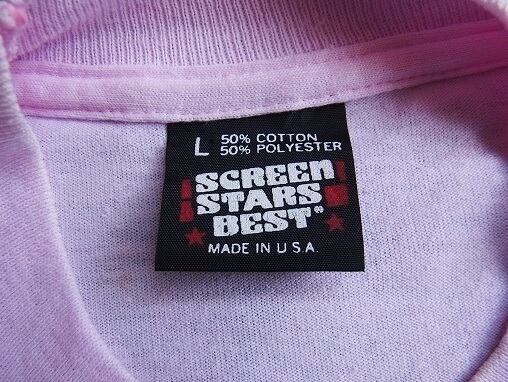 L 50% COTTON
50% POLYESTER
SCREEN
STARS
BEST®
MADE IN U.S.A.